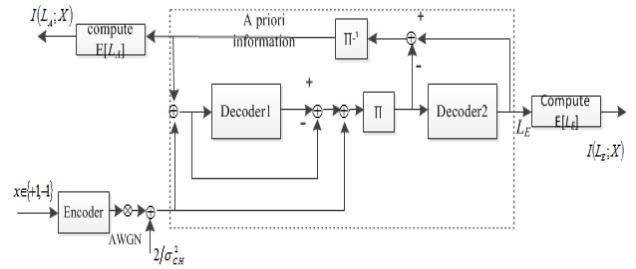 I(L_A;X)
compute
E[L_A]
A priori
information
Π⁻¹
+
−
Decoder1
+
−
Π
Decoder2
L_E
Compute
E[L_E]
I(L_E;X)
x∈{+1,-1}
Encoder
AWGN
2/σ²_CH